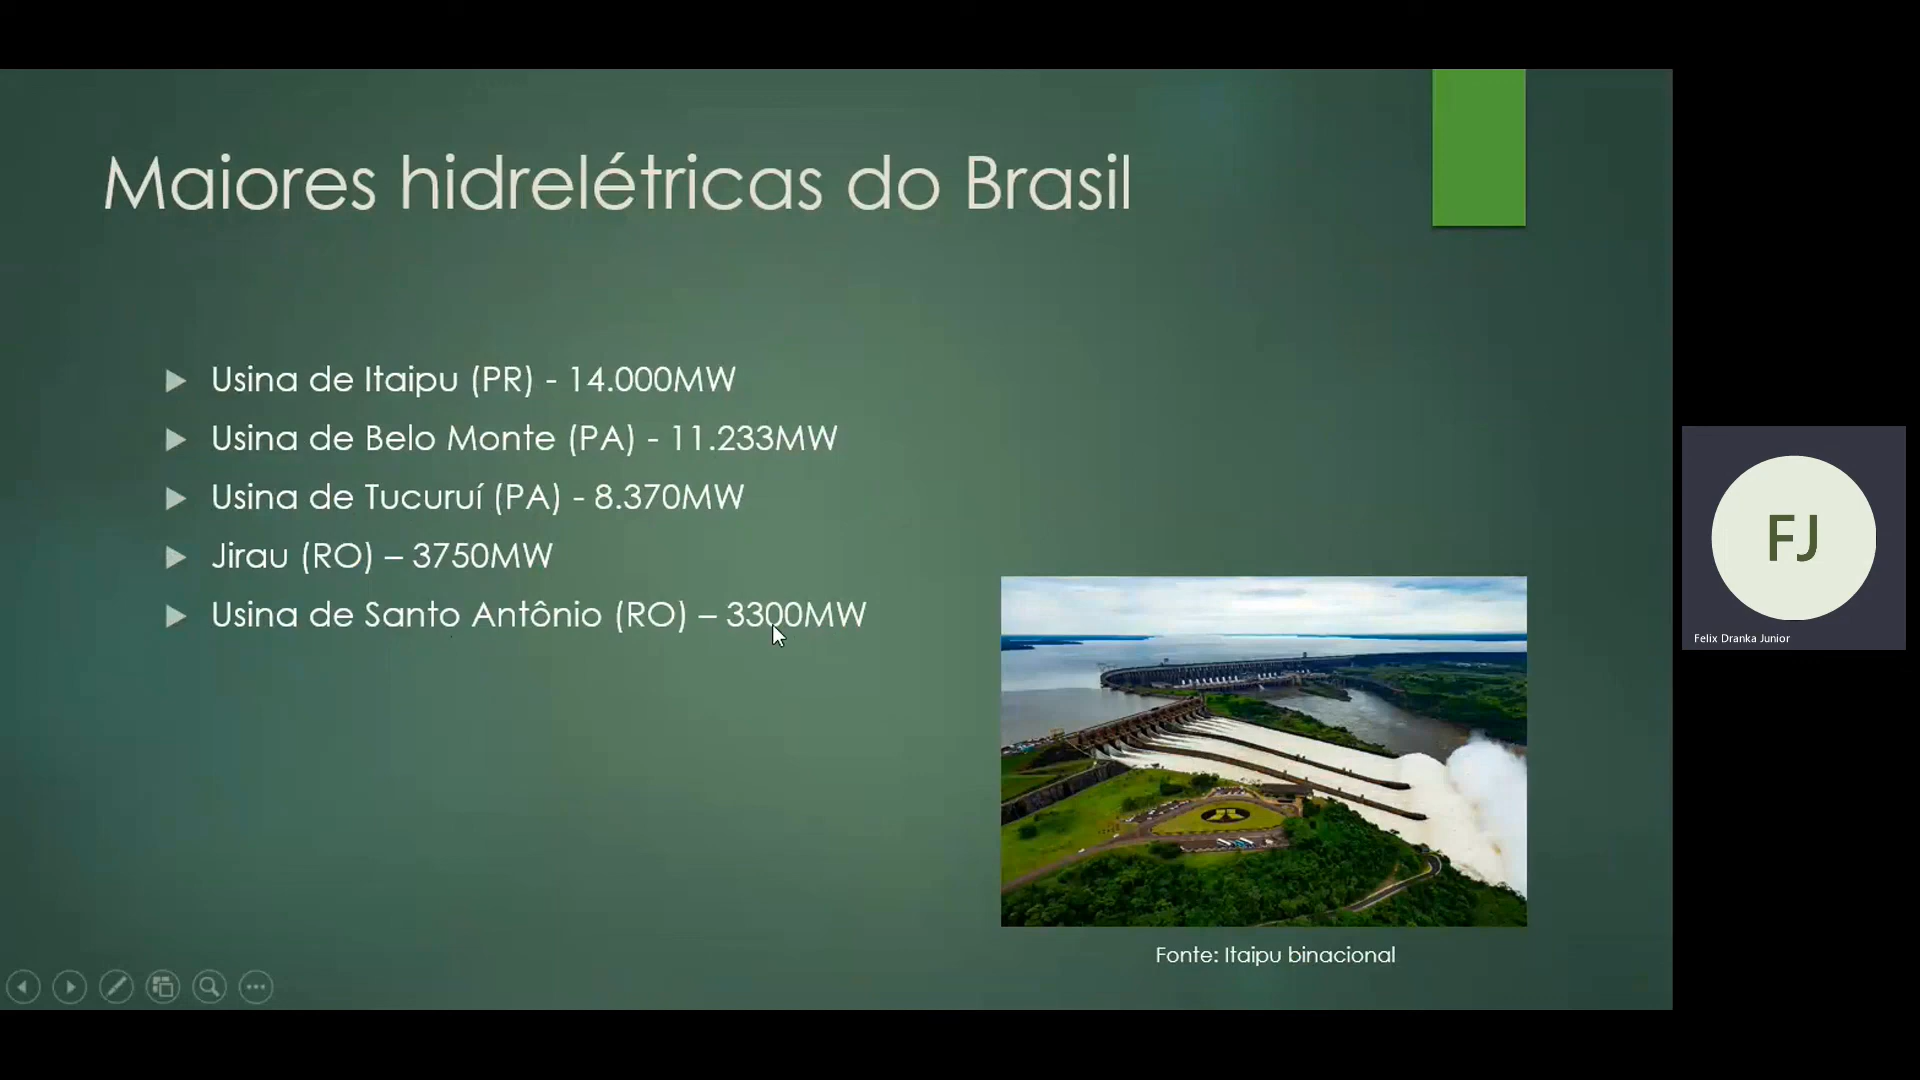 Maiores hidrelétricas do Brasil
Usina de Itaipu (PR) - 14.000MW
Usina de Belo Monte (PA) - 11.233MW
Usina de Tucuruí (PA) - 8.370MW
Jirau (RO) – 3750MW
Usina de Santo Antônio (RO) – 3300MW
Fonte: Itaipu binacional
FJ
Felix Dranka Junior